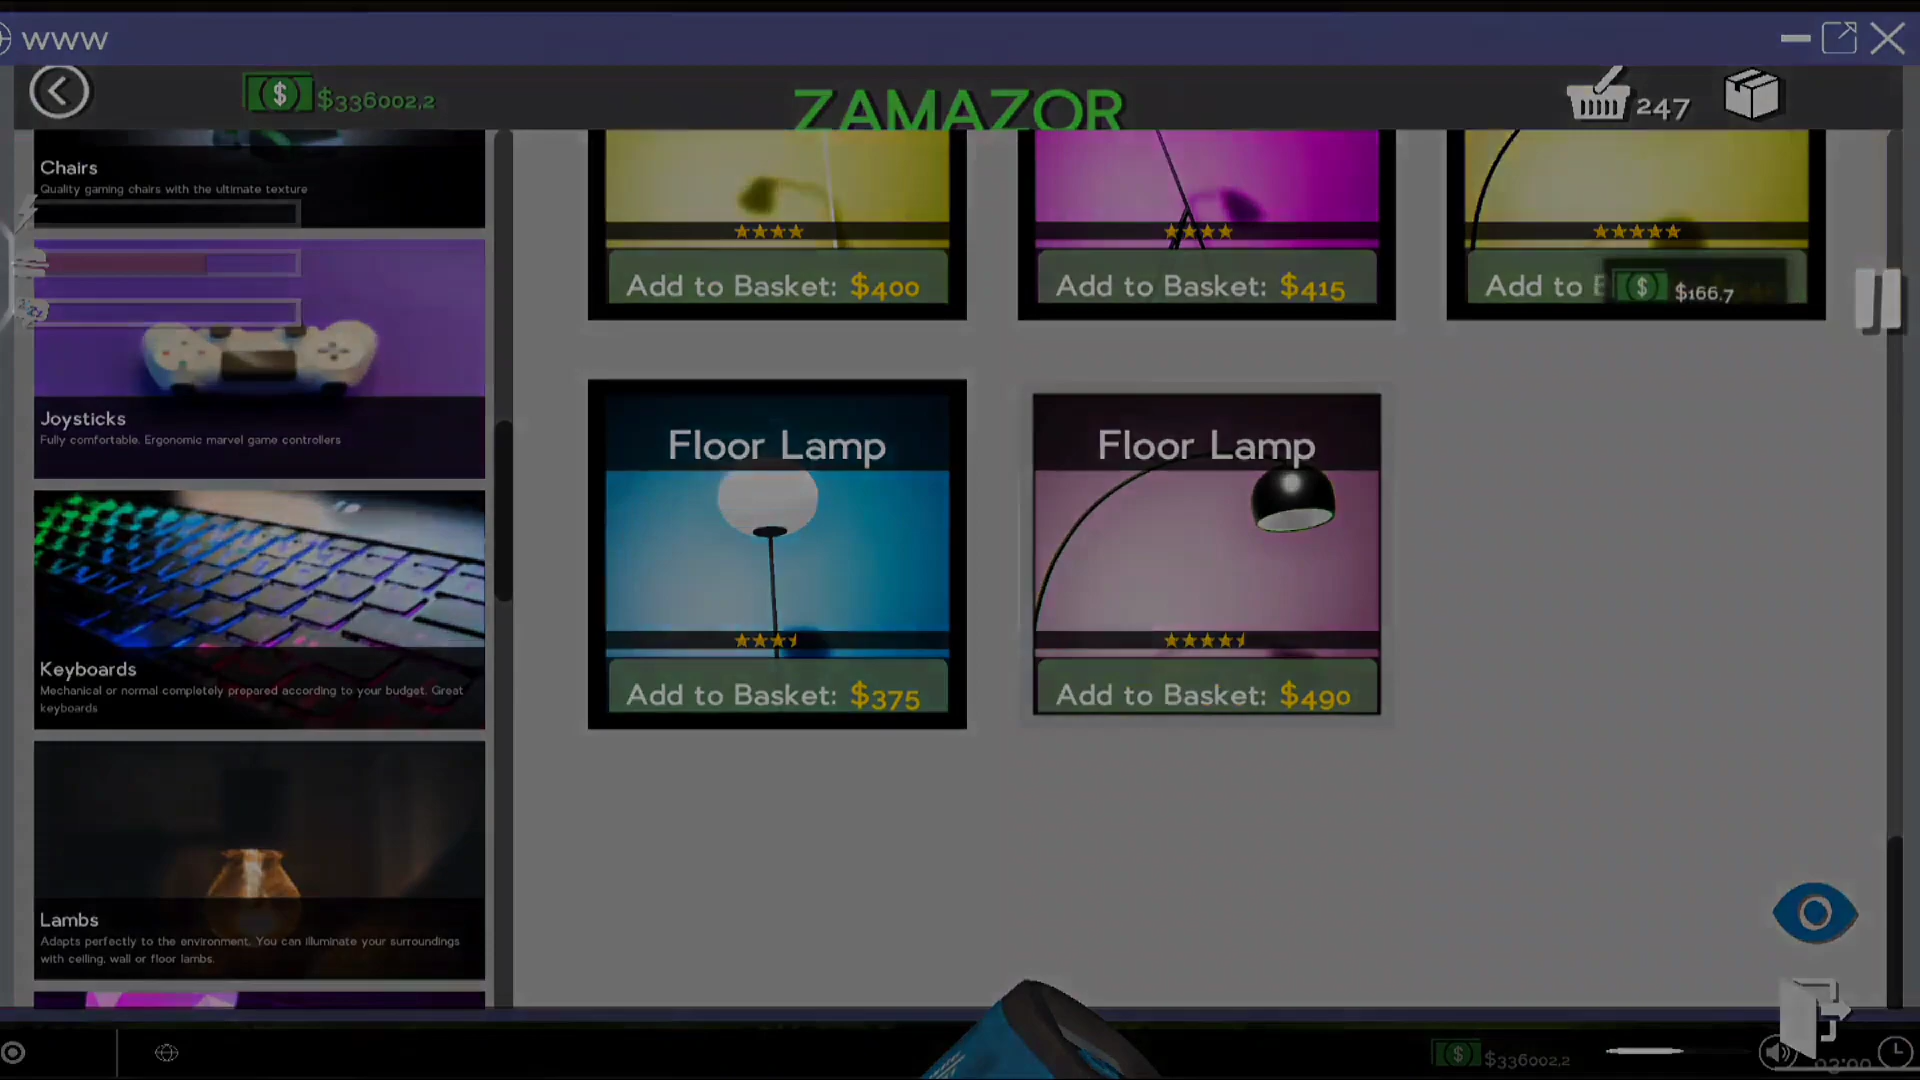 WWW
$336002,2
ZAMAZOR
247
Chairs
Quality gaming chairs with the ultimate texture
Joysticks
Fully comfortable. Ergonomic marvel game controllers
Keyboards
Mechanical or normal completely prepared according to your budget. Great
keyboards
Lambs
Adapts perfectly to the environment. You can illuminate your surroundings
with ceiling, wall or floor lambs.
Add to Basket: $400
Add to Basket: $415
Add to
$166.7
Floor Lamp
Add to Basket: $375
Floor Lamp
Add to Basket: $490
$336002,2